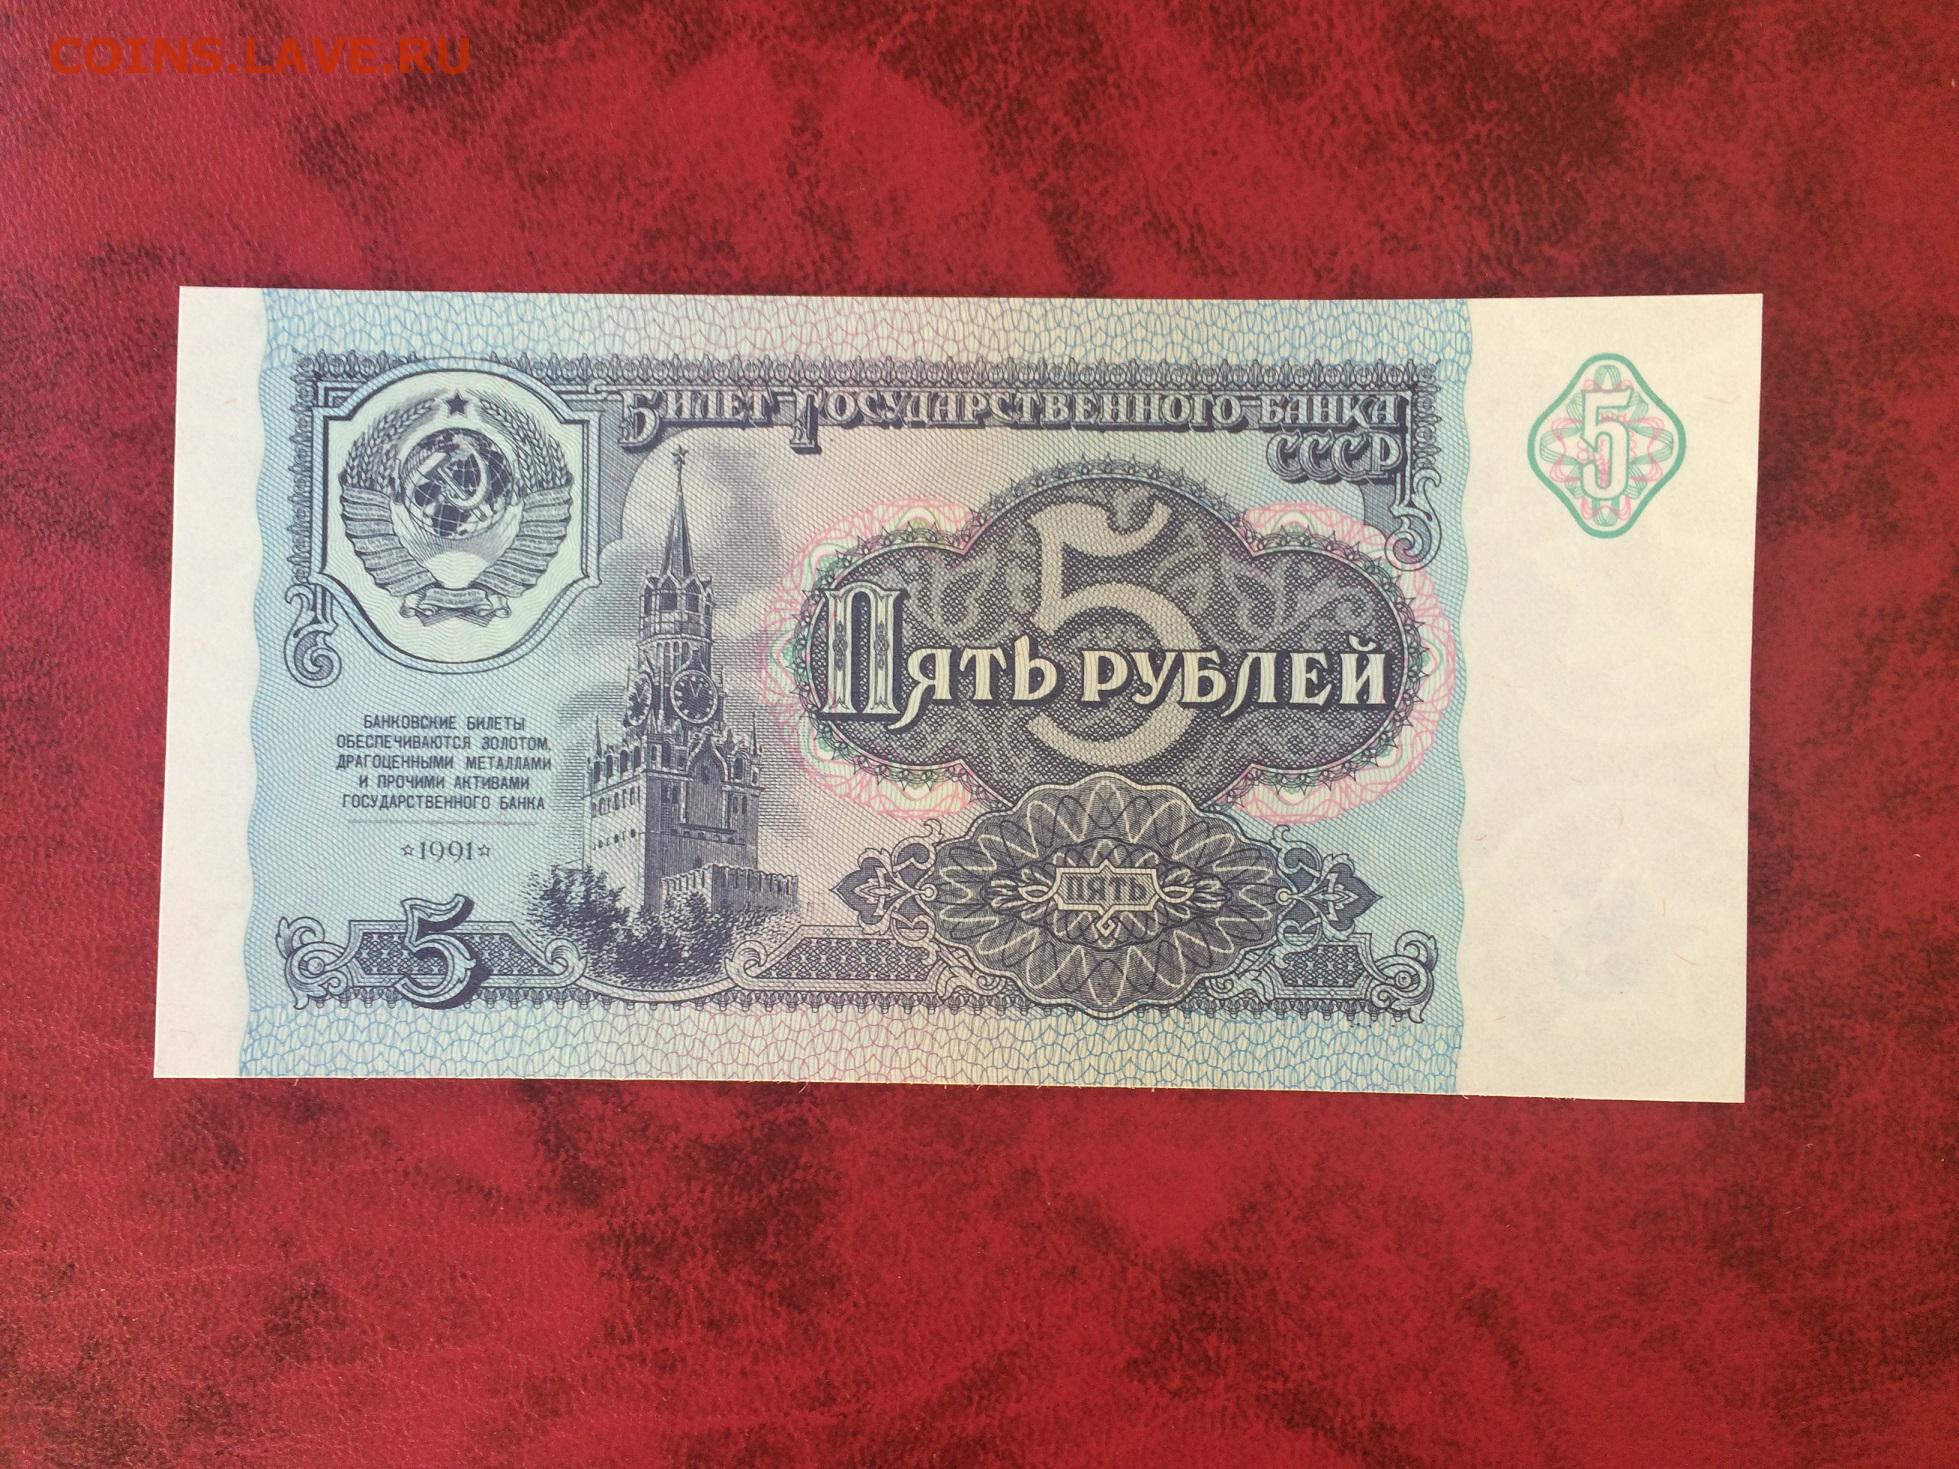 COINS.LAVE.RU
Билет Государственного банка
СССР
5
5
Пять рублей
БАНКОВСКИЕ БИЛЕТЫ
ОБЕСПЕЧИВАЮТСЯ ЗОЛОТОМ,
ДРАГОЦЕННЫМИ МЕТАЛЛАМИ
И ПРОЧИМИ АКТИВАМИ
ГОСУДАРСТВЕННОГО БАНКА
☆1991☆
ПЯТЬ
5